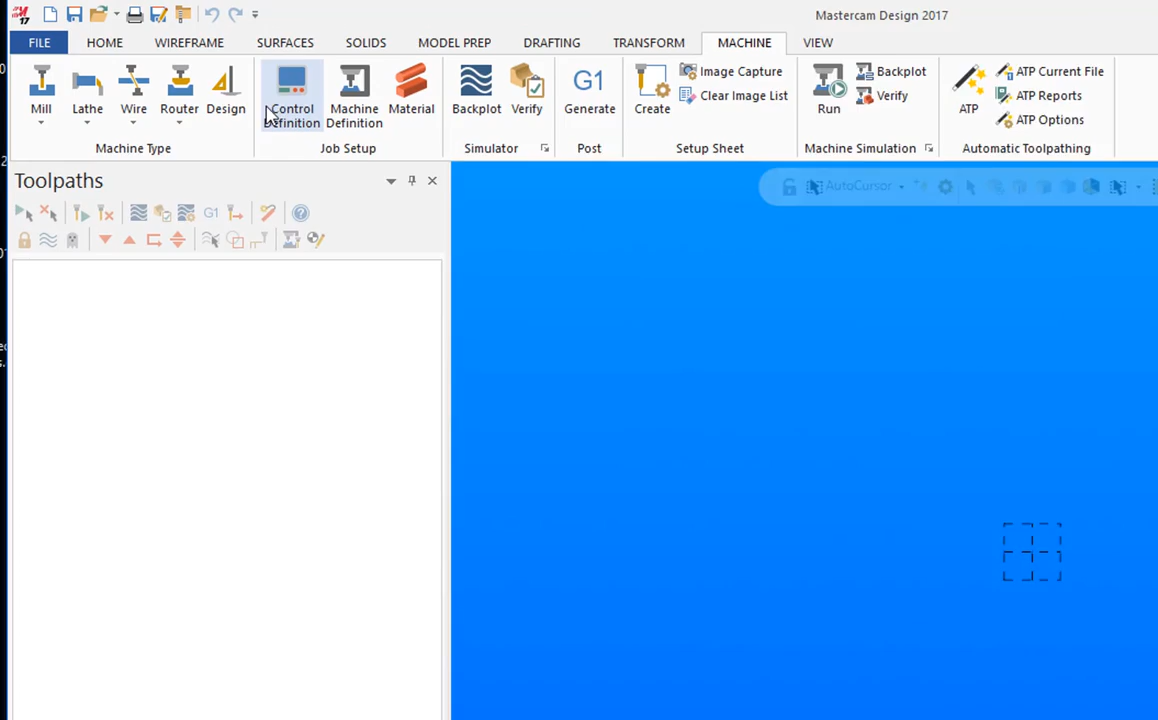 17
Mastercam Design 2017
FILE HOME WIREFRAME SURFACES SOLIDS MODEL PREP DRAFTING TRANSFORM MACHINE VIEW
Mill Lathe Wire Router Design
Machine Type
Control Definition Machine Definition Material
Job Setup
Backplot Verify
Simulator
G1
Generate
Post
Create Image Capture
Clear Image List
Setup Sheet
Run Backplot
Verify
Machine Simulation
ATP ATP Current File
ATP Reports
ATP Options
Automatic Toolpathing
Toolpaths
G1
AutoCursor